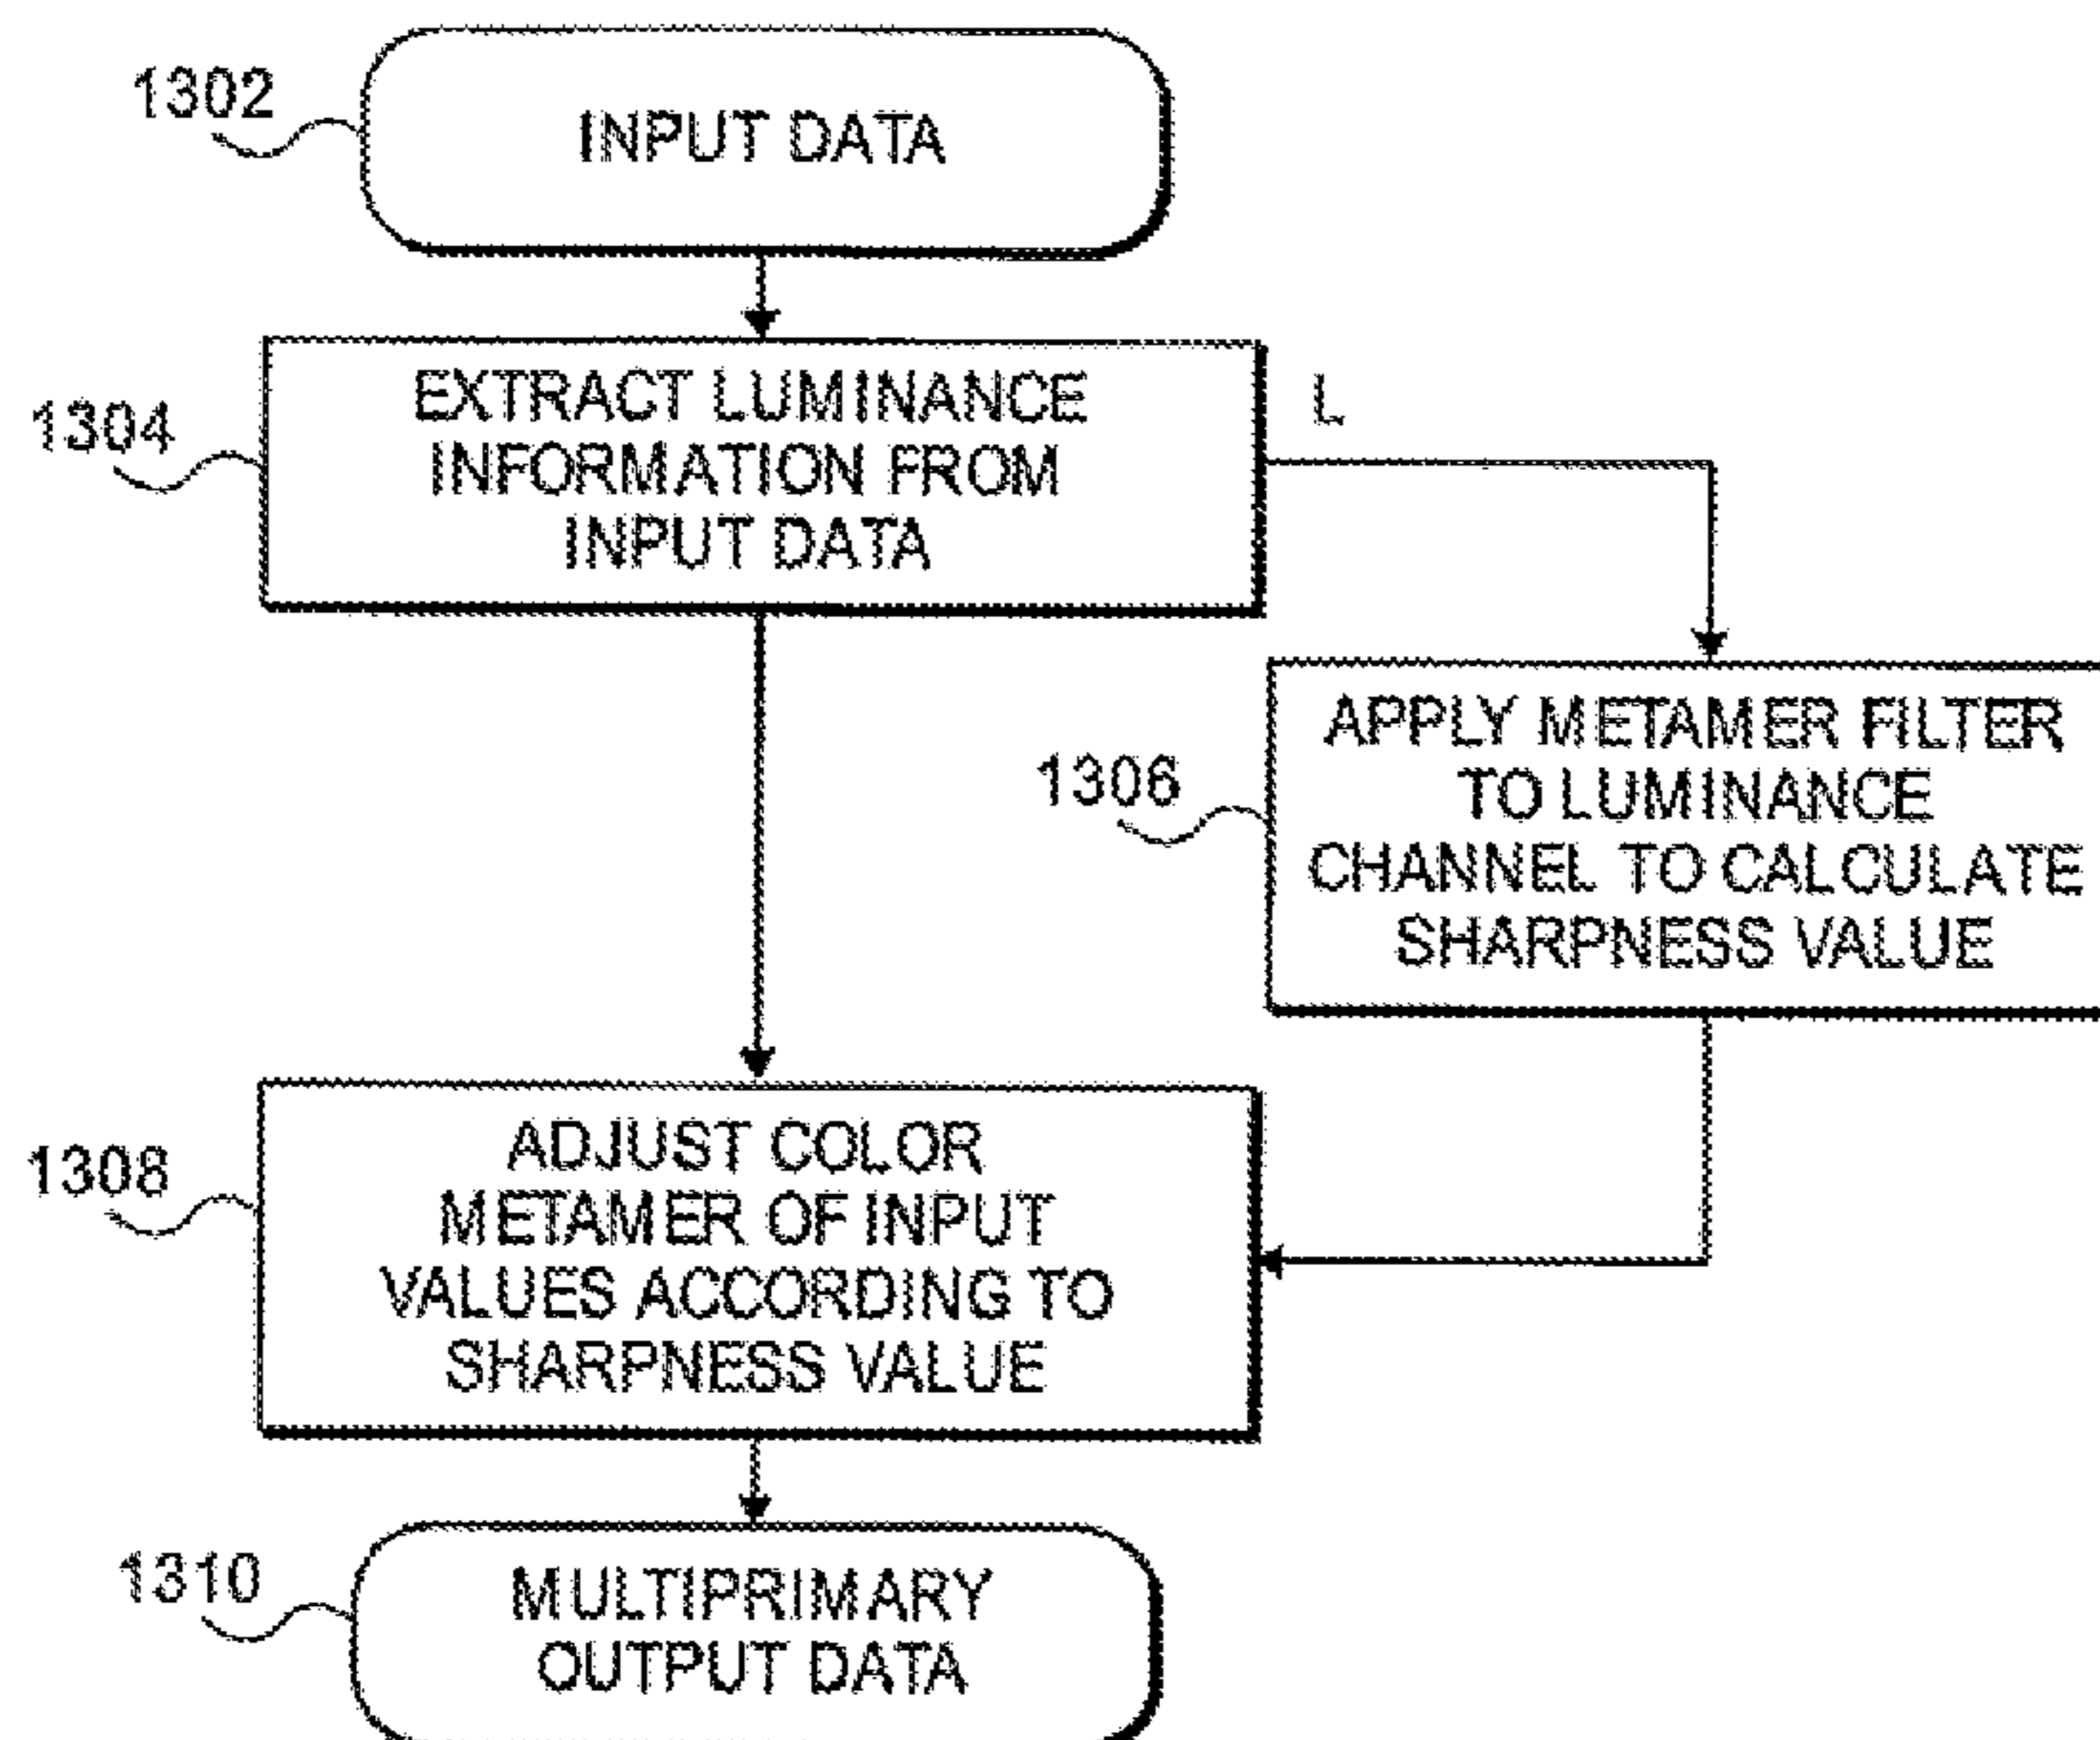 1302
INPUT DATA
1304
EXTRACT LUMINANCE
INFORMATION FROM
INPUT DATA
L
1306
APPLY METAMER FILTER
TO LUMINANCE
CHANNEL TO CALCULATE
SHARPNESS VALUE
1308
ADJUST COLOR
METAMER OF INPUT
VALUES ACCORDING TO
SHARPNESS VALUE
1310
MULTIPRIMARY
OUTPUT DATA